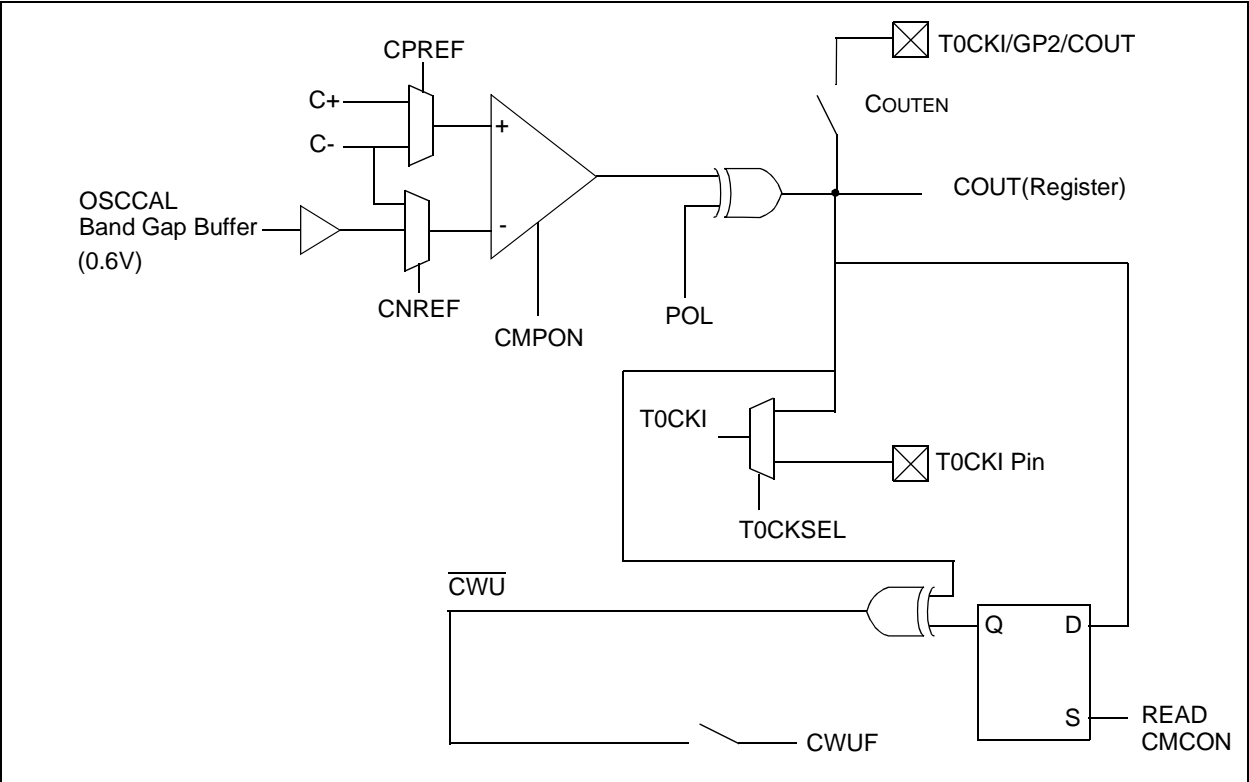 T0CKI/GP2/COUT
CPREF
C+
COUTEN
+
C-
COUT(Register)
OSCCAL
Band Gap Buffer
(0.6V)
-
CNREF
POL
CMPON
T0CKI
T0CKI Pin
T0CKSEL
CWU
Q
D
S
READ
CMCON
CWUF